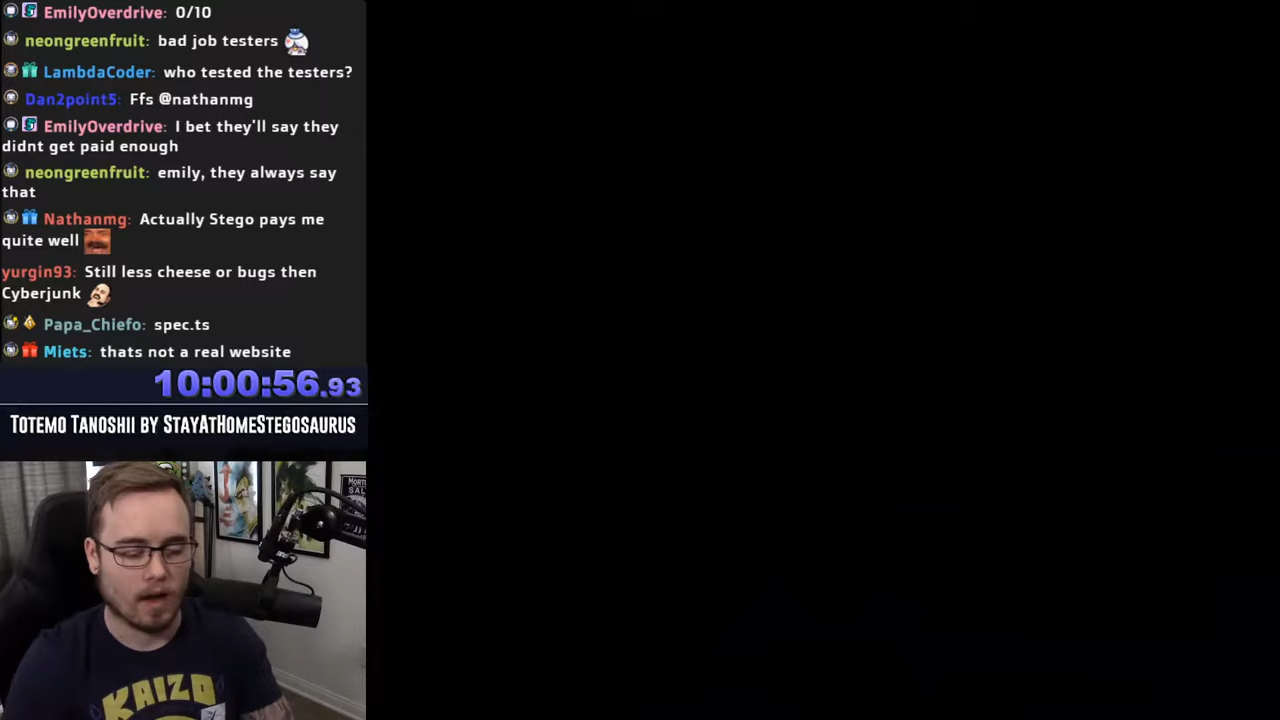 EmilyOverdrive: 0/10
neongreenfruit: bad job testers
LambdaCoder: who tested the testers?
Dan2point5: Ffs @nathanmg
EmilyOverdrive: I bet they'll say they
didnt get paid enough
neongreenfruit: emily, they always say
that
Nathanmg: Actually Stego pays me
quite well
yurgin93: Still less cheese or bugs then
Cyberjunk
Papa_Chiefo: spec.ts
Miets: thats not a real website
10:00:56.93
TOTEMO TANOSHII BY STAYATHOMESTEGOSAURUS
KAIZO